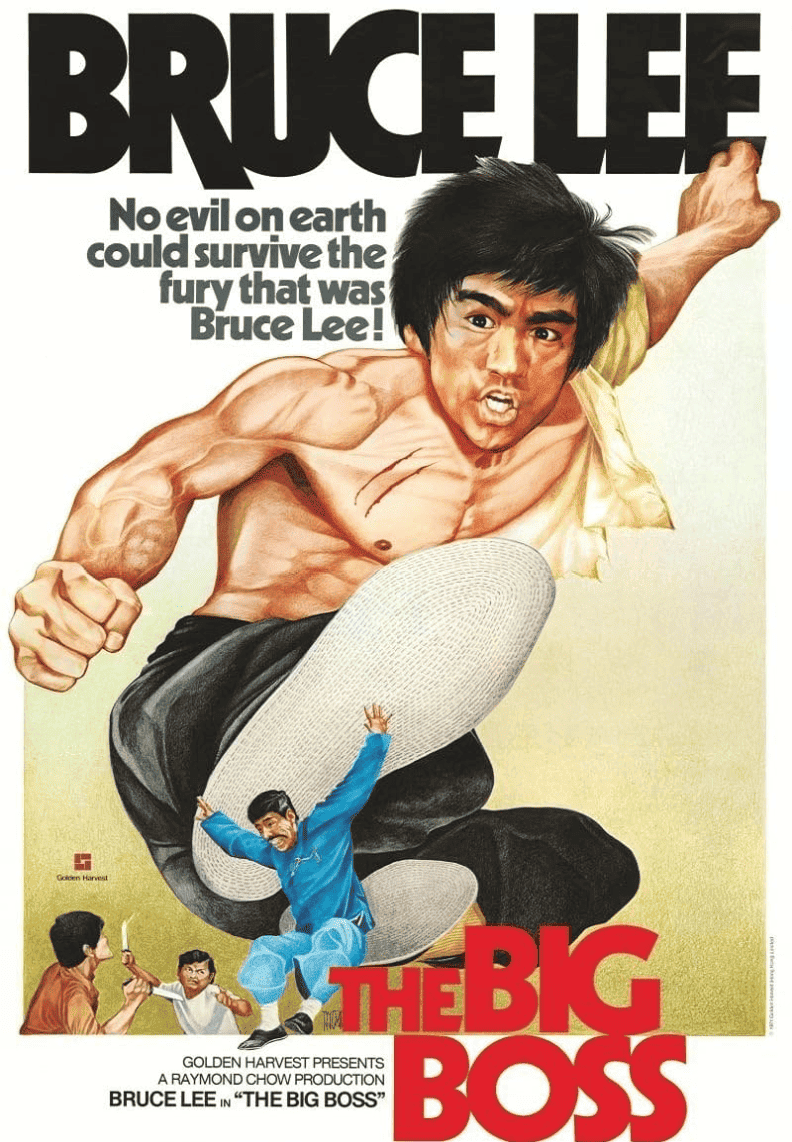 BRUCE LEE
No evil on earth
could survive the
fury that was
Bruce Lee!
Golden Harvest
THE BIG
BOSS
GOLDEN HARVEST PRESENTS
A RAYMOND CHOW PRODUCTION
BRUCE LEE IN “THE BIG BOSS”